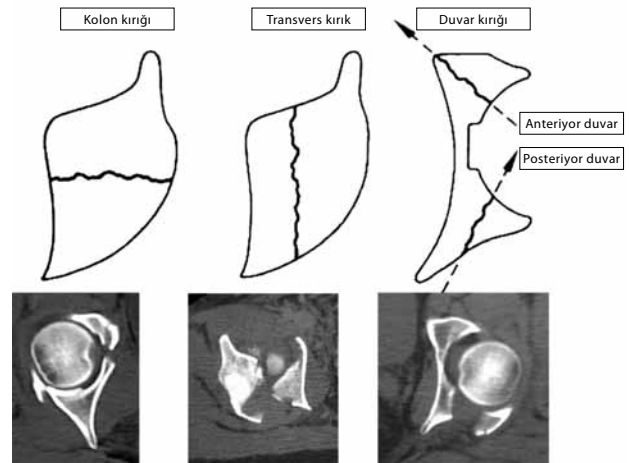 Kolon kırığı
Transvers kırık
Duvar kırığı
Anteriyor duvar
Posteriyor duvar